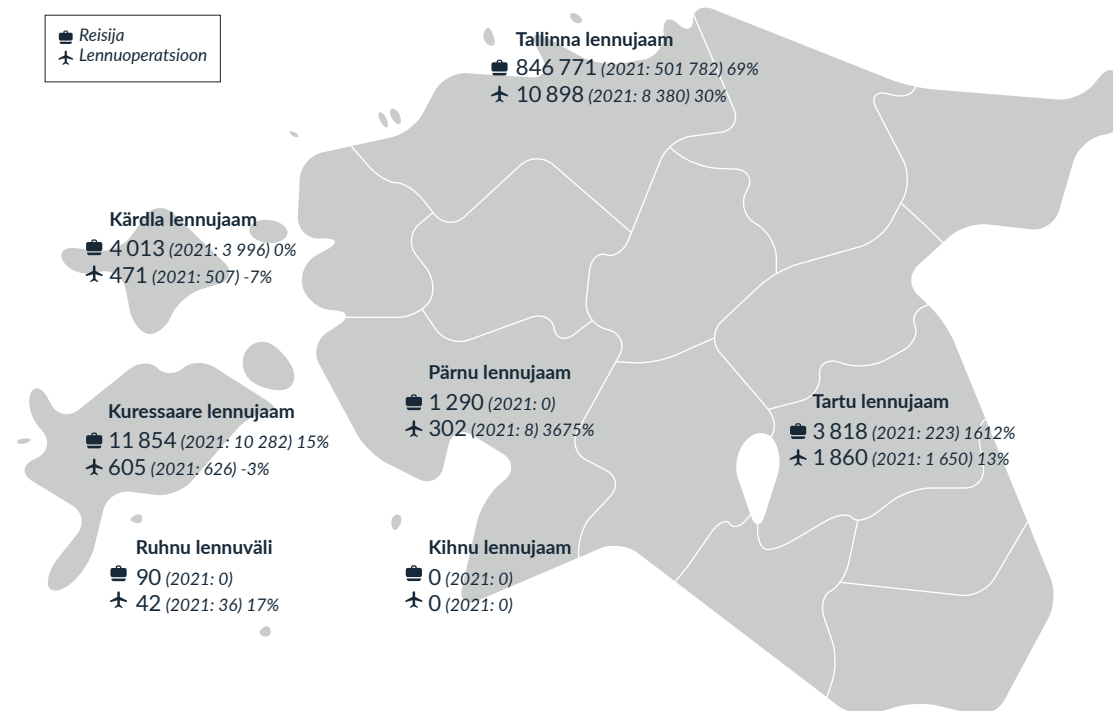 Reisija
Lennuoperatsioon
Tallinna lennujaam
846 771 (2021: 501 782) 69%
10 898 (2021: 8 380) 30%
Kärdla lennujaam
4 013 (2021: 3 996) 0%
471 (2021: 507) -7%
Pärnu lennujaam
1 290 (2021: 0)
302 (2021: 8) 3675%
Tartu lennujaam
3 818 (2021: 223) 1612%
1 860 (2021: 1 650) 13%
Kuressaare lennujaam
11 854 (2021: 10 282) 15%
605 (2021: 626) -3%
Ruhnu lennuväli
90 (2021: 0)
42 (2021: 36) 17%
Kihnu lennujaam
0 (2021: 0)
0 (2021: 0)